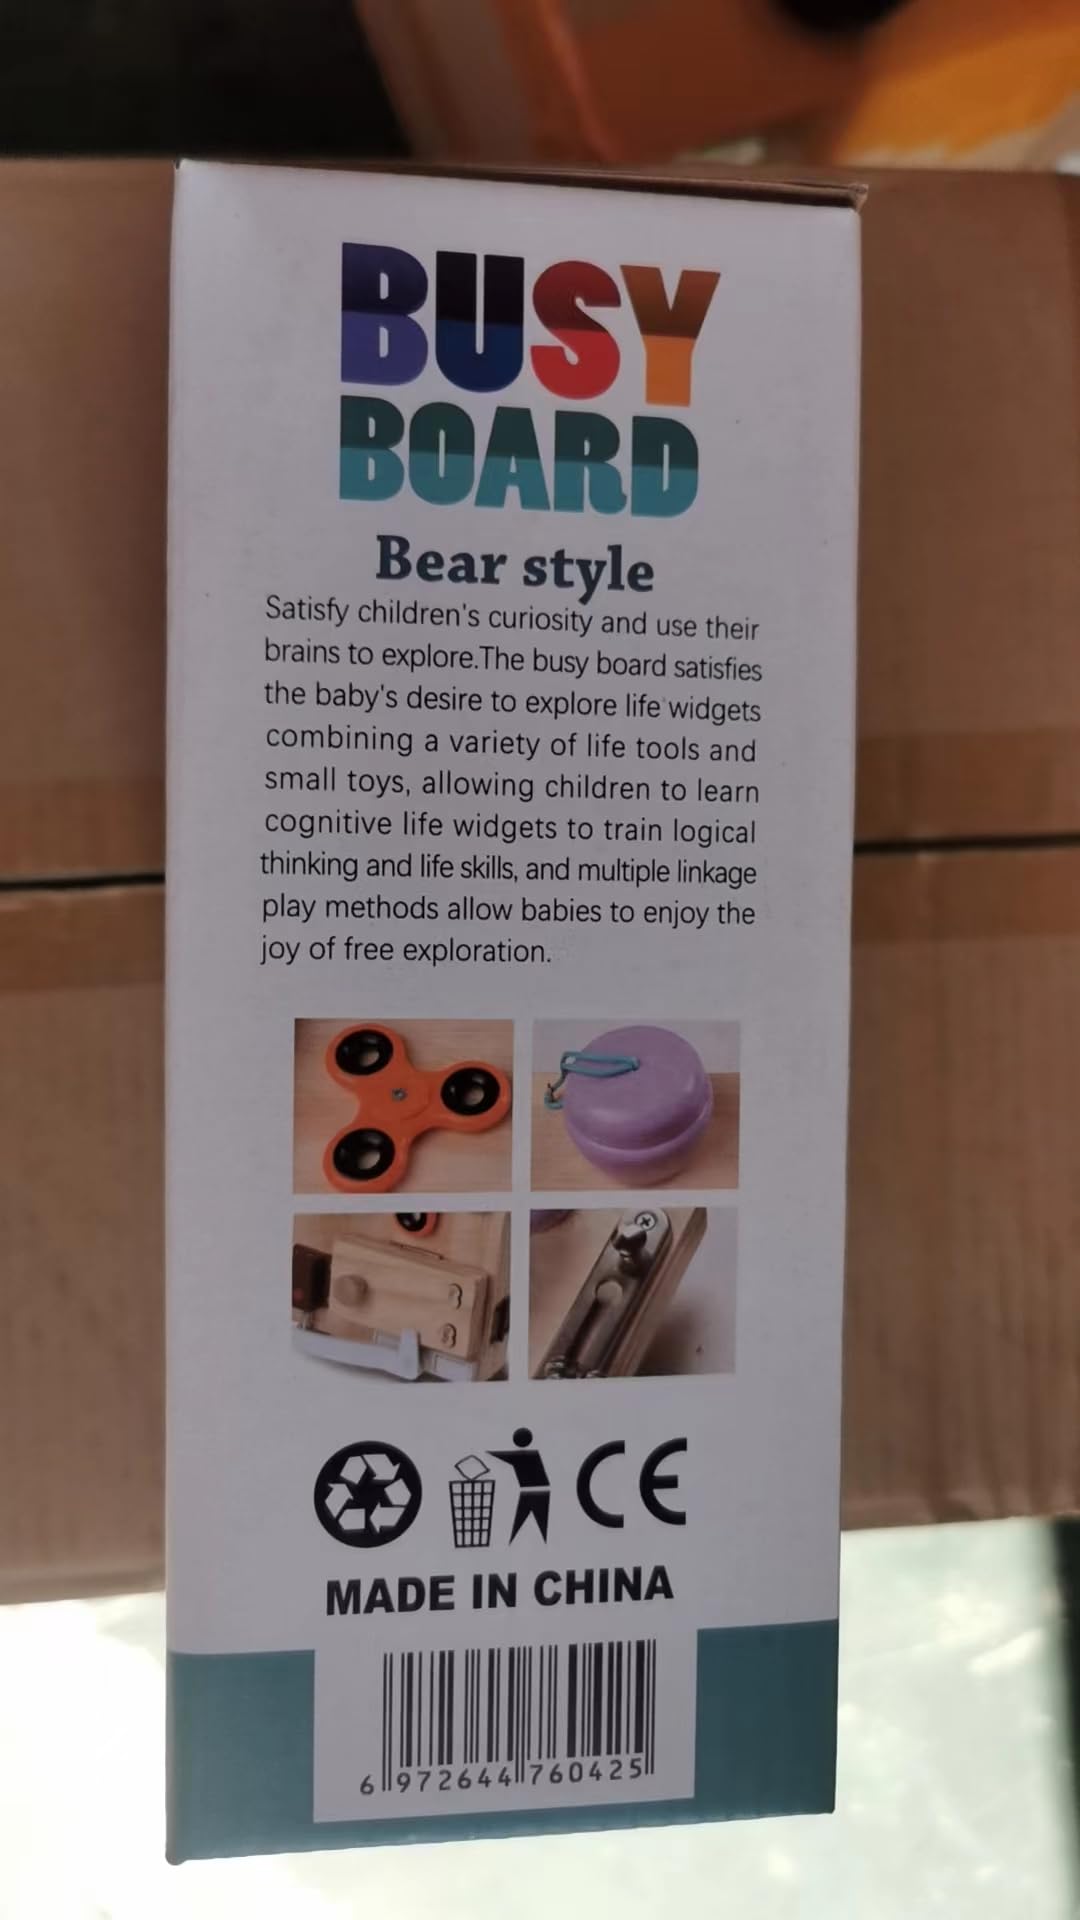 BUSY
BOARD
Bear style
Satisfy children's curiosity and use their
brains to explore.The busy board satisfies
the baby's desire to explore life widgets
combining a variety of life tools and
small toys, allowing children to learn
cognitive life widgets to train logical
thinking and life skills, and multiple linkage
play methods allow babies to enjoy the
joy of free exploration.
CE
MADE IN CHINA
6 972644 760425